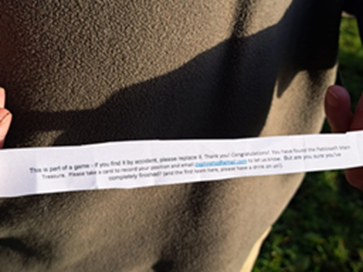 This is part of a game - if you find it by accident, please replace it. Thank you! Congratulations! You have found the Main
Treasure. Please take a card to record your position and email to let us know. But are you sure you've
completely finished? (and the first team here, please have a drink on us!).